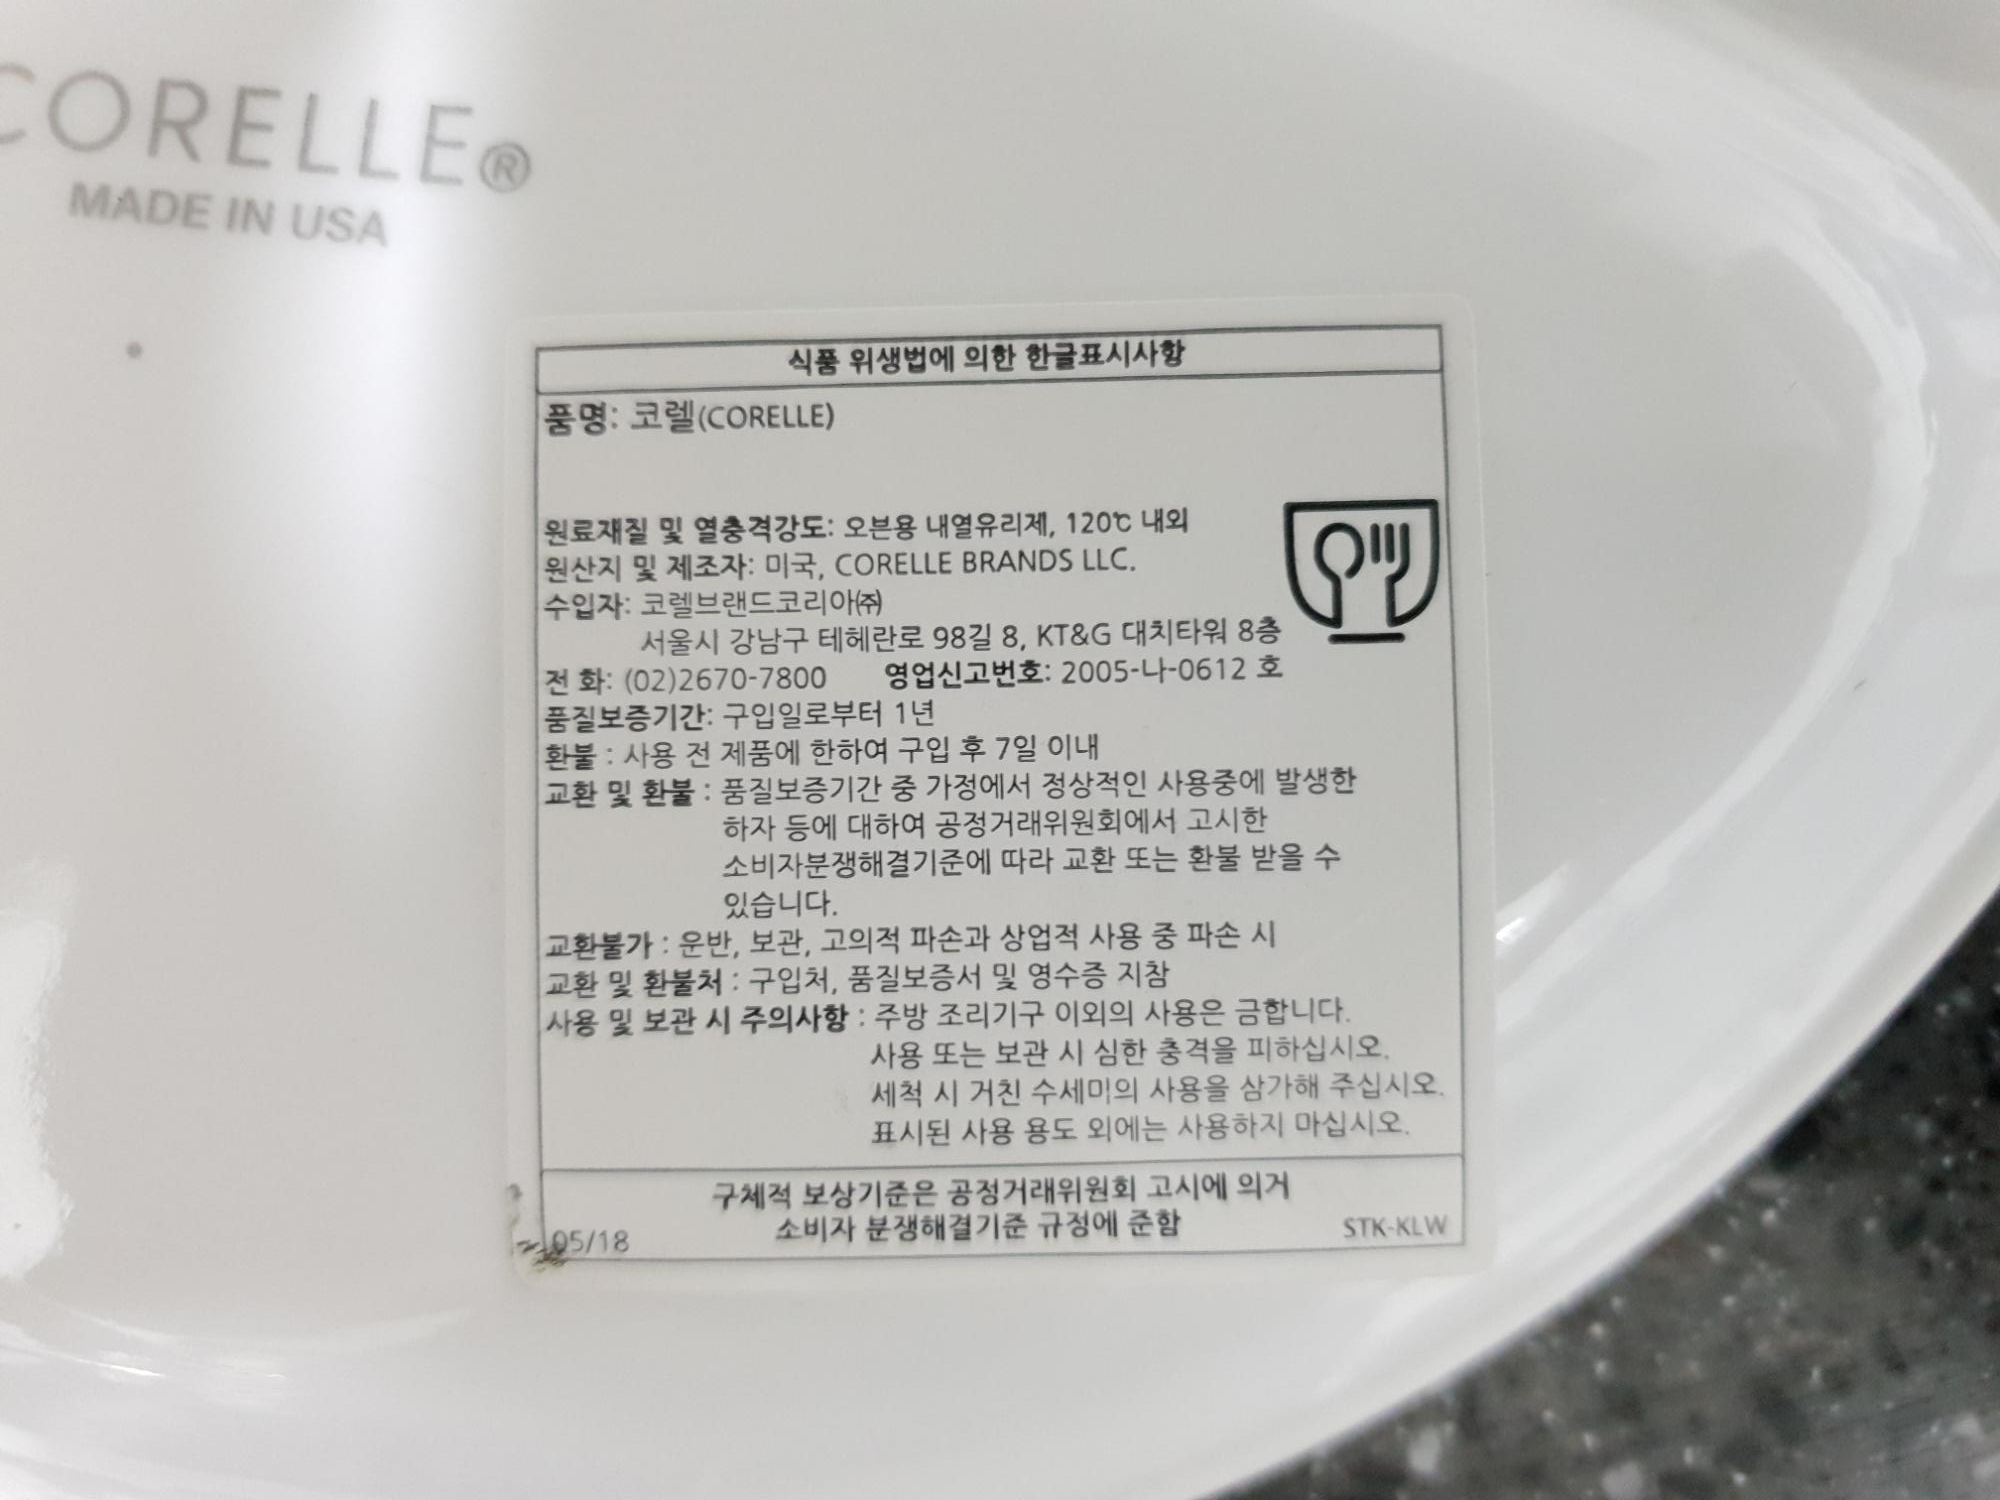 CORELLE®
MADE IN USA
식품 위생법에 의한 한글표시사항
품명: 코렐(CORELLE)
원료재질 및 열충격강도: 오븐용 내열유리제, 120℃ 내외
원산지 및 제조자: 미국, CORELLE BRANDS LLC.
수입자: 코렐브랜드코리아㈜
서울시 강남구 테헤란로 98길 8, KT&G 대치타워 8층
전 화: (02)2670-7800 영업신고번호: 2005-나-0612 호
품질보증기간: 구입일로부터 1년
환불 : 사용 전 제품에 한하여 구입 후 7일 이내
교환 및 환불 : 품질보증기간 중 가정에서 정상적인 사용중에 발생한
하자 등에 대하여 공정거래위원회에서 고시한
소비자분쟁해결기준에 따라 교환 또는 환불 받을 수
있습니다.
교환불가 : 운반, 보관, 고의적 파손과 상업적 사용 중 파손 시
교환 및 환불처 : 구입처, 품질보증서 및 영수증 지참
사용 및 보관 시 주의사항 : 주방 조리기구 이외의 사용은 금합니다.
사용 또는 보관 시 심한 충격을 피하십시오.
세척 시 거친 수세미의 사용을 삼가해 주십시오.
표시된 사용 용도 외에는 사용하지 마십시오.
구체적 보상기준은 공정거래위원회 고시에 의거
소비자 분쟁해결기준 규정에 준함
05/18
STK-KLW